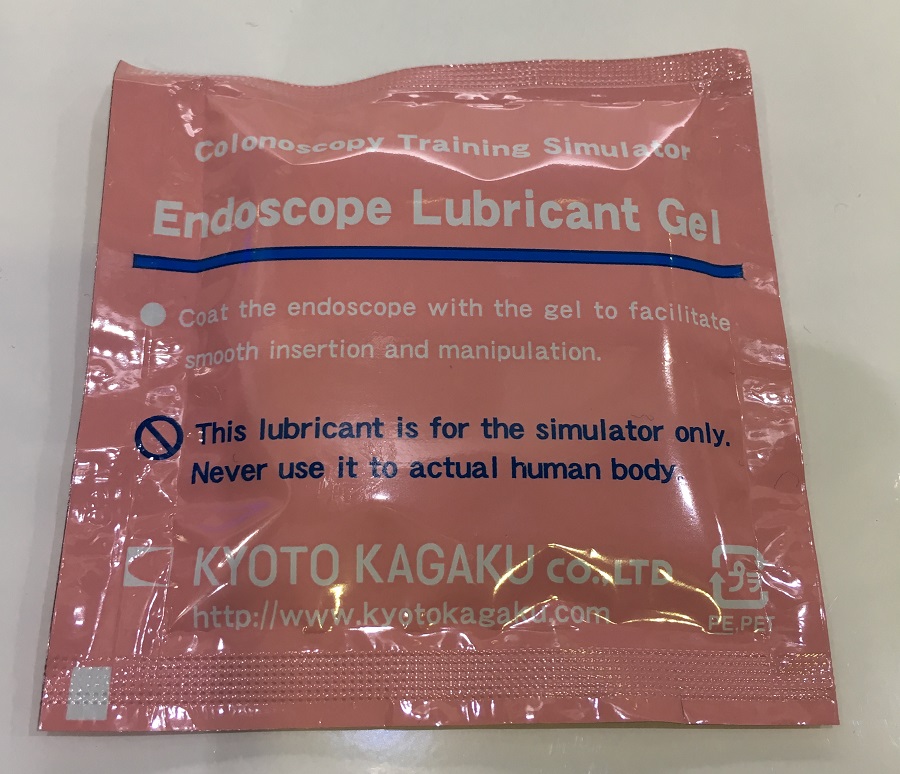 Colonoscopy Training Simulator
Endoscope Lubricant Gel
Coat the endoscope with the gel to facilitate
smooth insertion and manipulation.
This lubricant is for the simulator only.
Never use it to actual human body.
KYOTO KAGAKU CO.,LTD
http://www.kyotokagaku.com
プラ
PE,PET